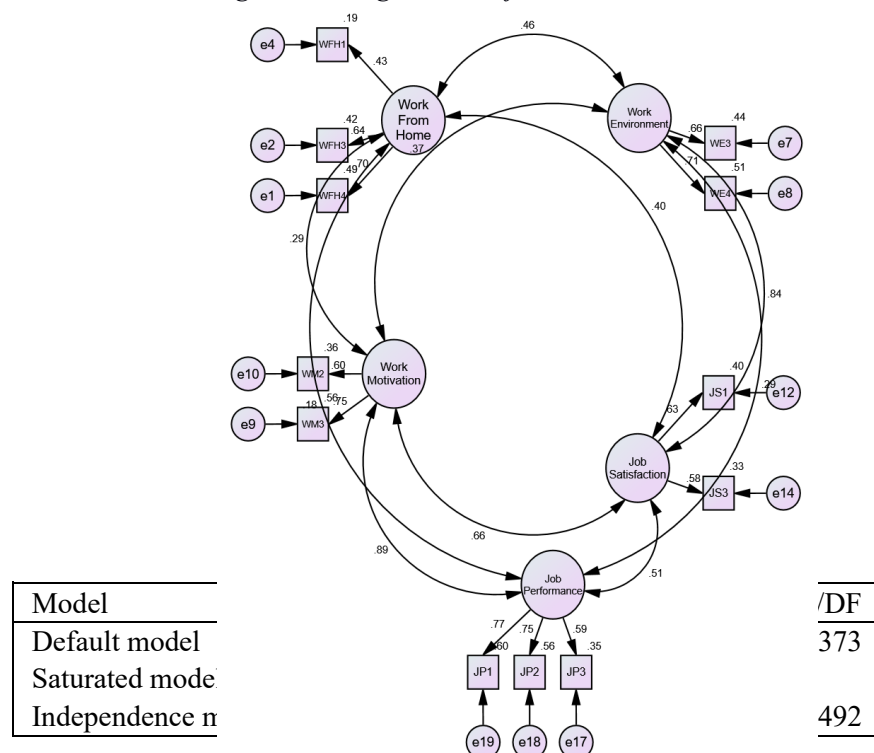 .19
.46
e4
WFH1
.43
Work
From
Home
Work
Environment
.44
.66
WE3
e7
.42
.64
e2
WFH3
.37
.71
.51
WE4
e8
.49
.70
e1
WFH4
.40
.29
.84
.36
e10
WM2
.60
Work
Motivation
.56
.75
.18
e9
WM3
.40
JS1
.29
e12
.63
Job
Satisfaction
.33
.58
JS3
e14
.66
.89
.51
Job
Performance
Model
/DF
Default model
373
Saturated model
Independence m
492
.77
.75
.59
.60
.56
.35
JP1
JP2
JP3
e19
e18
e17